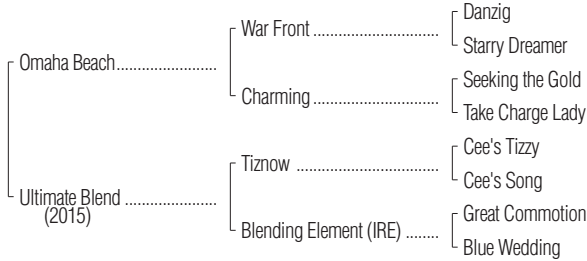 Danzig
War Front
Starry Dreamer
Omaha Beach
Seeking the Gold
Charming
Take Charge Lady
Cee's Tizzy
Tiznow
Cee's Song
Ultimate Blend
(2015)
Great Commotion
Blending Element (IRE)
Blue Wedding